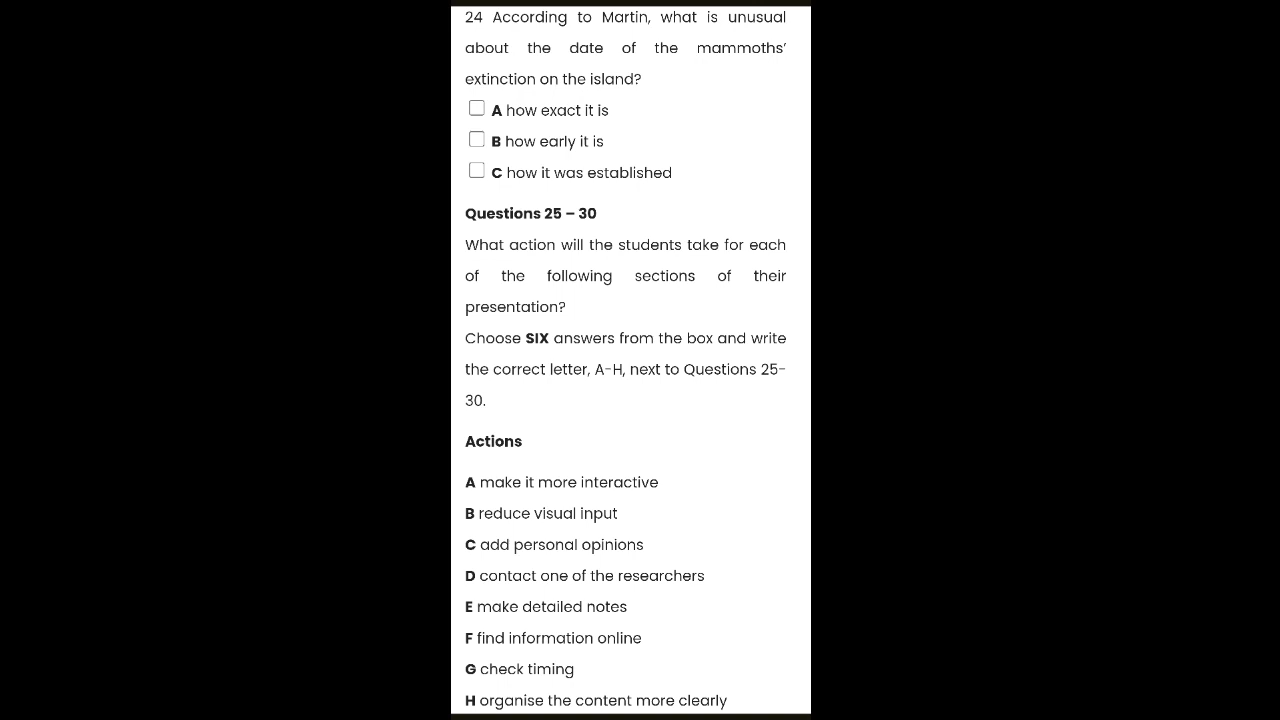 24 According to Martin, what is unusual
about the date of the mammoths’
extinction on the island?
A how exact it is
B how early it is
C how it was established
Questions 25 – 30
What action will the students take for each
of the following sections of their
presentation?
Choose SIX answers from the box and write
the correct letter, A-H, next to Questions 25-
30.
Actions
A make it more interactive
B reduce visual input
C add personal opinions
D contact one of the researchers
E make detailed notes
F find information online
G check timing
H organise the content more clearly